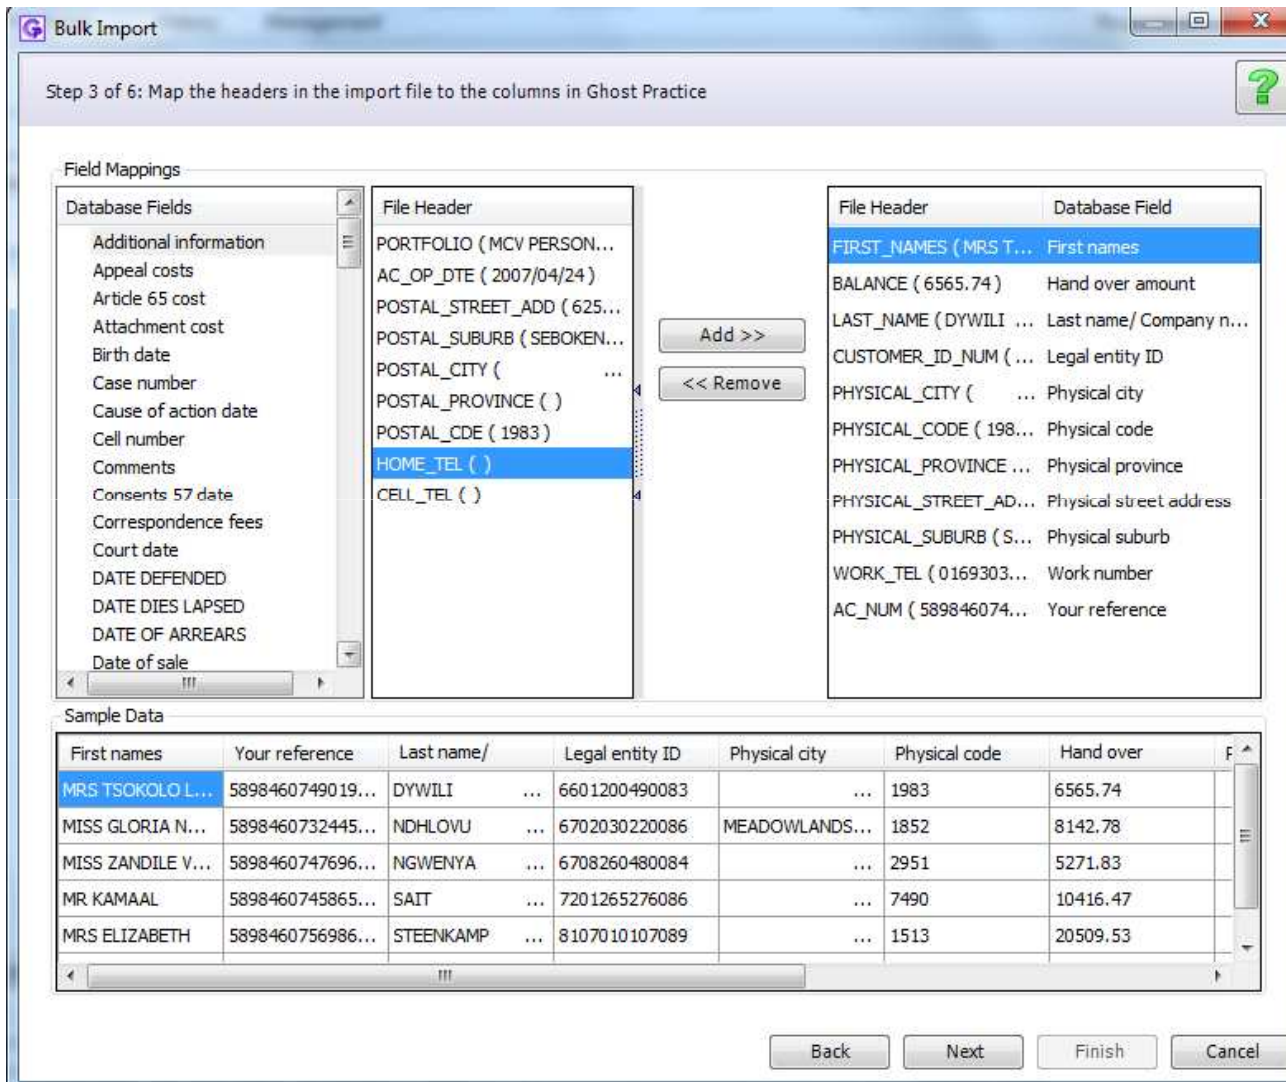 Bulk Import
Step 3 of 6: Map the headers in the import file to the columns in Ghost Practice
Field Mappings
Database Fields
Additional information
Appeal costs
Article 65 cost
Attachment cost
Birth date
Case number
Cause of action date
Cell number
Comments
Consents 57 date
Correspondence fees
Court date
DATE DEFENDED
DATE DIES LAPSED
DATE OF ARREARS
Date of sale
File Header
PORTFOLIO ( MCV PERSON...
AC_OP_DTE ( 2007/04/24 )
POSTAL_STREET_ADD ( 625...
POSTAL_SUBURB ( SEBOKEN...
POSTAL_CITY ( ...
POSTAL_PROVINCE ( )
POSTAL_CDE ( 1983 )
HOME_TEL ( )
CELL_TEL ( )
Add >>
<< Remove
File Header Database Field
FIRST_NAMES ( MRS T... First names
BALANCE ( 6565.74 ) Hand over amount
LAST_NAME ( DYWILI ... Last name/ Company n...
CUSTOMER_ID_NUM ( ... Legal entity ID
PHYSICAL_CITY ( ... Physical city
PHYSICAL_CODE ( 198... Physical code
PHYSICAL_PROVINCE ... Physical province
PHYSICAL_STREET_AD... Physical street address
PHYSICAL_SUBURB ( S... Physical suburb
WORK_TEL ( 0169303... Work number
AC_NUM ( 589846074... Your reference
Sample Data
First names Your reference Last name/ Legal entity ID Physical city Physical code Hand over
MRS TSOKOLO L... 5898460749019... DYWILI ... 6601200490083 ... 1983 6565.74
MISS GLORIA N... 5898460732445... NDHLOVU ... 6702030220086 MEADOWLANDS... 1852 8142.78
MISS ZANDILE V... 5898460747696... NGWENYA ... 6708260480084 ... 2951 5271.83
MR KAMAAL 5898460745865... SAIT ... 7201265276086 ... 7490 10416.47
MRS ELIZABETH 5898460756986... STEENKAMP ... 8107010107089 ... 1513 20509.53
Back Next Finish Cancel